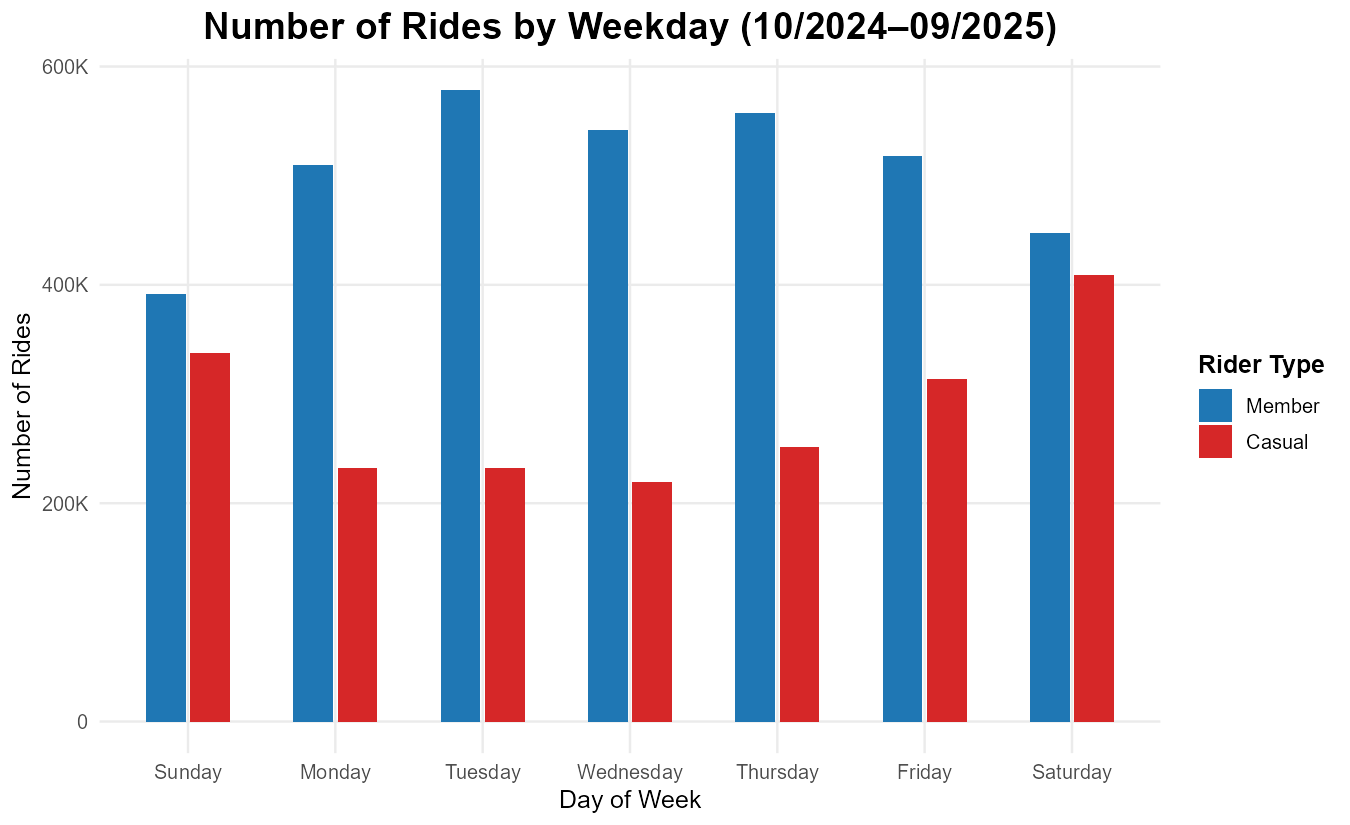 Number of Rides by Weekday (10/2024–09/2025)
600K
400K
200K
0
Number of Rides
Sunday Monday Tuesday Wednesday Thursday Friday Saturday
Day of Week
Rider Type
Member
Casual